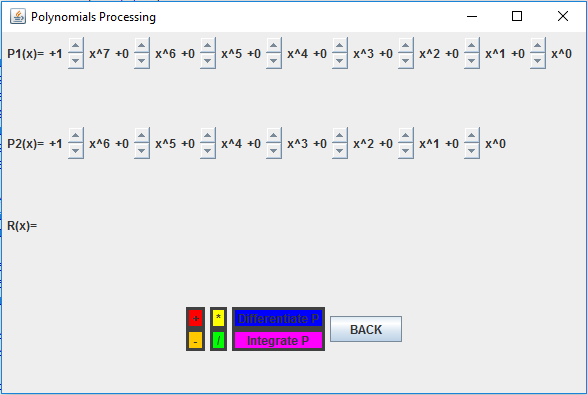 Polynomials Processing
P1(x)= +1 x^7 +0 x^6 +0 x^5 +0 x^4 +0 x^3 +0 x^2 +0 x^1 +0 x^0
P2(x)= +1 x^6 +0 x^5 +0 x^4 +0 x^3 +0 x^2 +0 x^1 +0 x^0
R(x)=
+ * Differentiate P
- / Integrate P
BACK